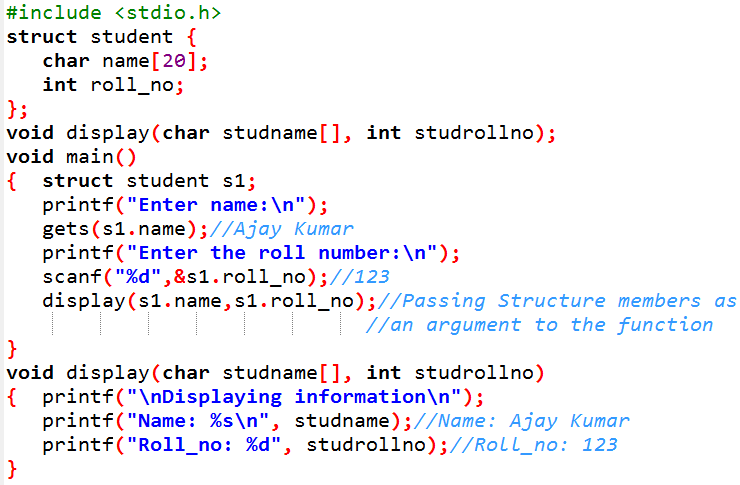 #include <stdio.h>
struct student {
   char name[20];
   int roll_no;
};
void display(char studname[], int studrollno);
void main()
{  struct student s1;
   printf("Enter name:\n");
   gets(s1.name);//Ajay Kumar
   printf("Enter the roll number:\n");
   scanf("%d",&s1.roll_no);//123
   display(s1.name,s1.roll_no);//Passing Structure members as
                              //an argument to the function
}
void display(char studname[], int studrollno)
{  printf("\nDisplaying information\n");
   printf("Name: %s\n", studname);//Name: Ajay Kumar
   printf("Roll_no: %d", studrollno);//Roll_no: 123
}